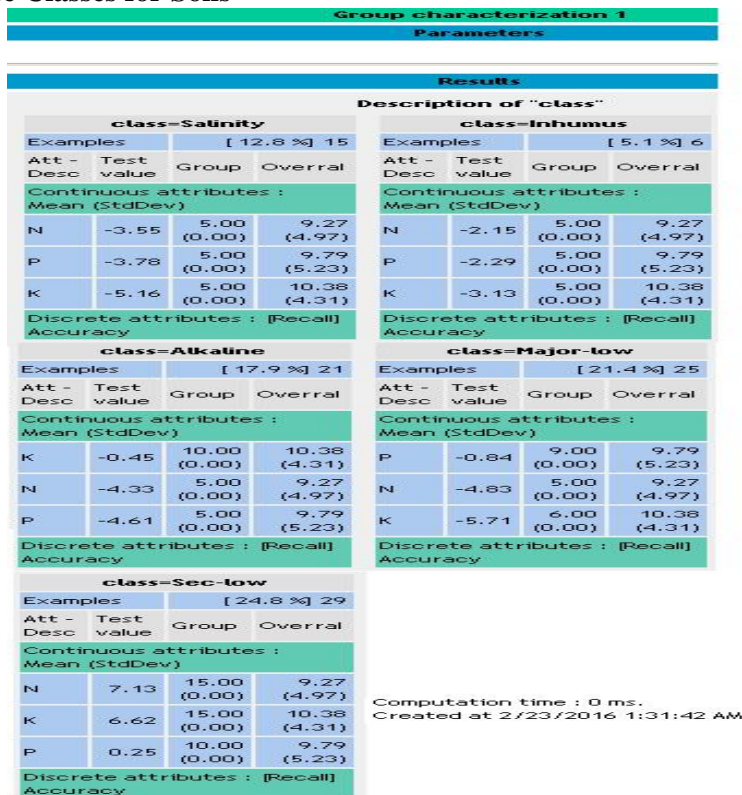 Group characterization 1
Parameters
Results
Description of "class"
class=Salinity
Examples [ 12.8 %] 15
Att - Desc Test value Group Overral
Continuous attributes : Mean (StdDev)
N -3.55 5.00 (0.00) 9.27 (4.97)
P -3.78 5.00 (0.00) 9.79 (5.23)
K -5.16 5.00 (0.00) 10.38 (4.31)
Discrete attributes : [Recall] Accuracy
class=Inhumus
Examples [ 5.1 %] 6
Att - Desc Test value Group Overral
Continuous attributes : Mean (StdDev)
N -2.15 5.00 (0.00) 9.27 (4.97)
P -2.29 5.00 (0.00) 9.79 (5.23)
K -3.13 5.00 (0.00) 10.38 (4.31)
Discrete attributes : [Recall] Accuracy
class=Alkaline
Examples [ 17.9 %] 21
Att - Desc Test value Group Overral
Continuous attributes : Mean (StdDev)
K -0.45 10.00 (0.00) 10.38 (4.31)
N -4.33 5.00 (0.00) 9.27 (4.97)
P -4.61 5.00 (0.00) 9.79 (5.23)
Discrete attributes : [Recall] Accuracy
class=Major-low
Examples [ 21.4 %] 25
Att - Desc Test value Group Overral
Continuous attributes : Mean (StdDev)
P -0.84 9.00 (0.00) 9.79 (5.23)
N -4.83 5.00 (0.00) 9.27 (4.97)
K -5.71 6.00 (0.00) 10.38 (4.31)
Discrete attributes : [Recall] Accuracy
class=Sec-low
Examples [ 24.8 %] 29
Att - Desc Test value Group Overral
Continuous attributes : Mean (StdDev)
N 7.13 15.00 (0.00) 9.27 (4.97)
K 6.62 15.00 (0.00) 10.38 (4.31)
P 0.25 10.00 (0.00) 9.79 (5.23)
Discrete attributes : [Recall] Accuracy
Computation time : 0 ms.
Created at 2/23/2016 1:31:42 AM